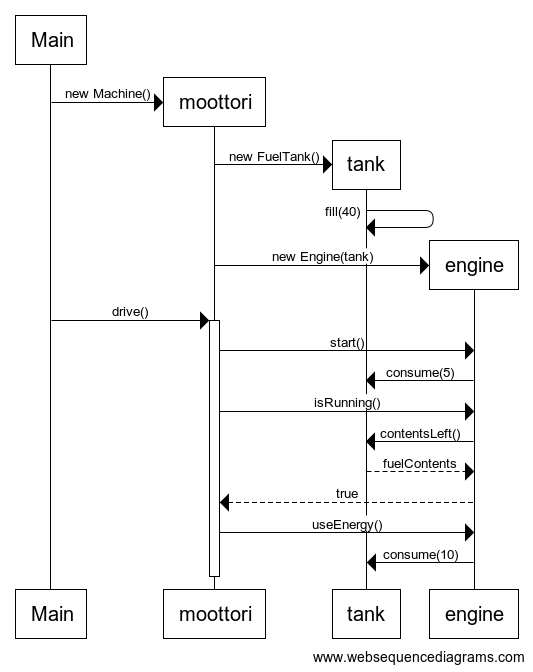 Main
new Machine()
moottori
new FuelTank()
tank
fill(40)
new Engine(tank)
engine
drive()
start()
consume(5)
isRunning()
contentsLeft()
fuelContents
true
useEnergy()
consume(10)
Main moottori tank engine
www.websequencediagrams.com